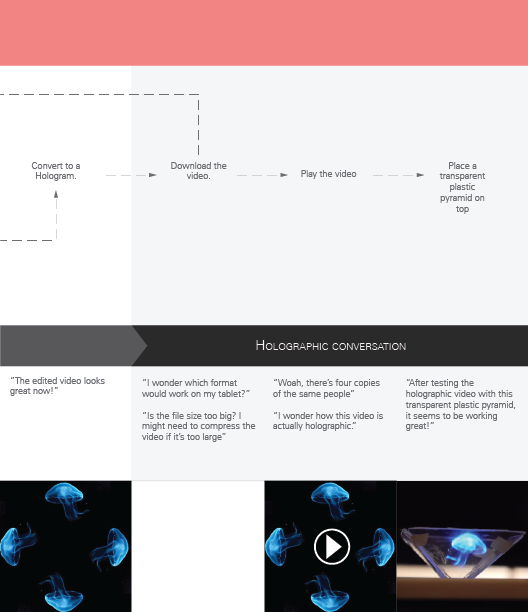 Convert to a
Hologram.
Download the
video.
Play the video
Place a
transparent
plastic
pyramid on
top
Holographic conversation
“The edited video looks
great now!”
“I wonder which format
would work on my tablet?”
“Is the file size too big? I
might need to compress the
video if it’s too large”
“Woah, there’s four copies
of the same people”
“I wonder how this video is
actually holographic.”
“After testing the
holographic video with this
transparent plastic pyramid,
it seems to be working
great!”